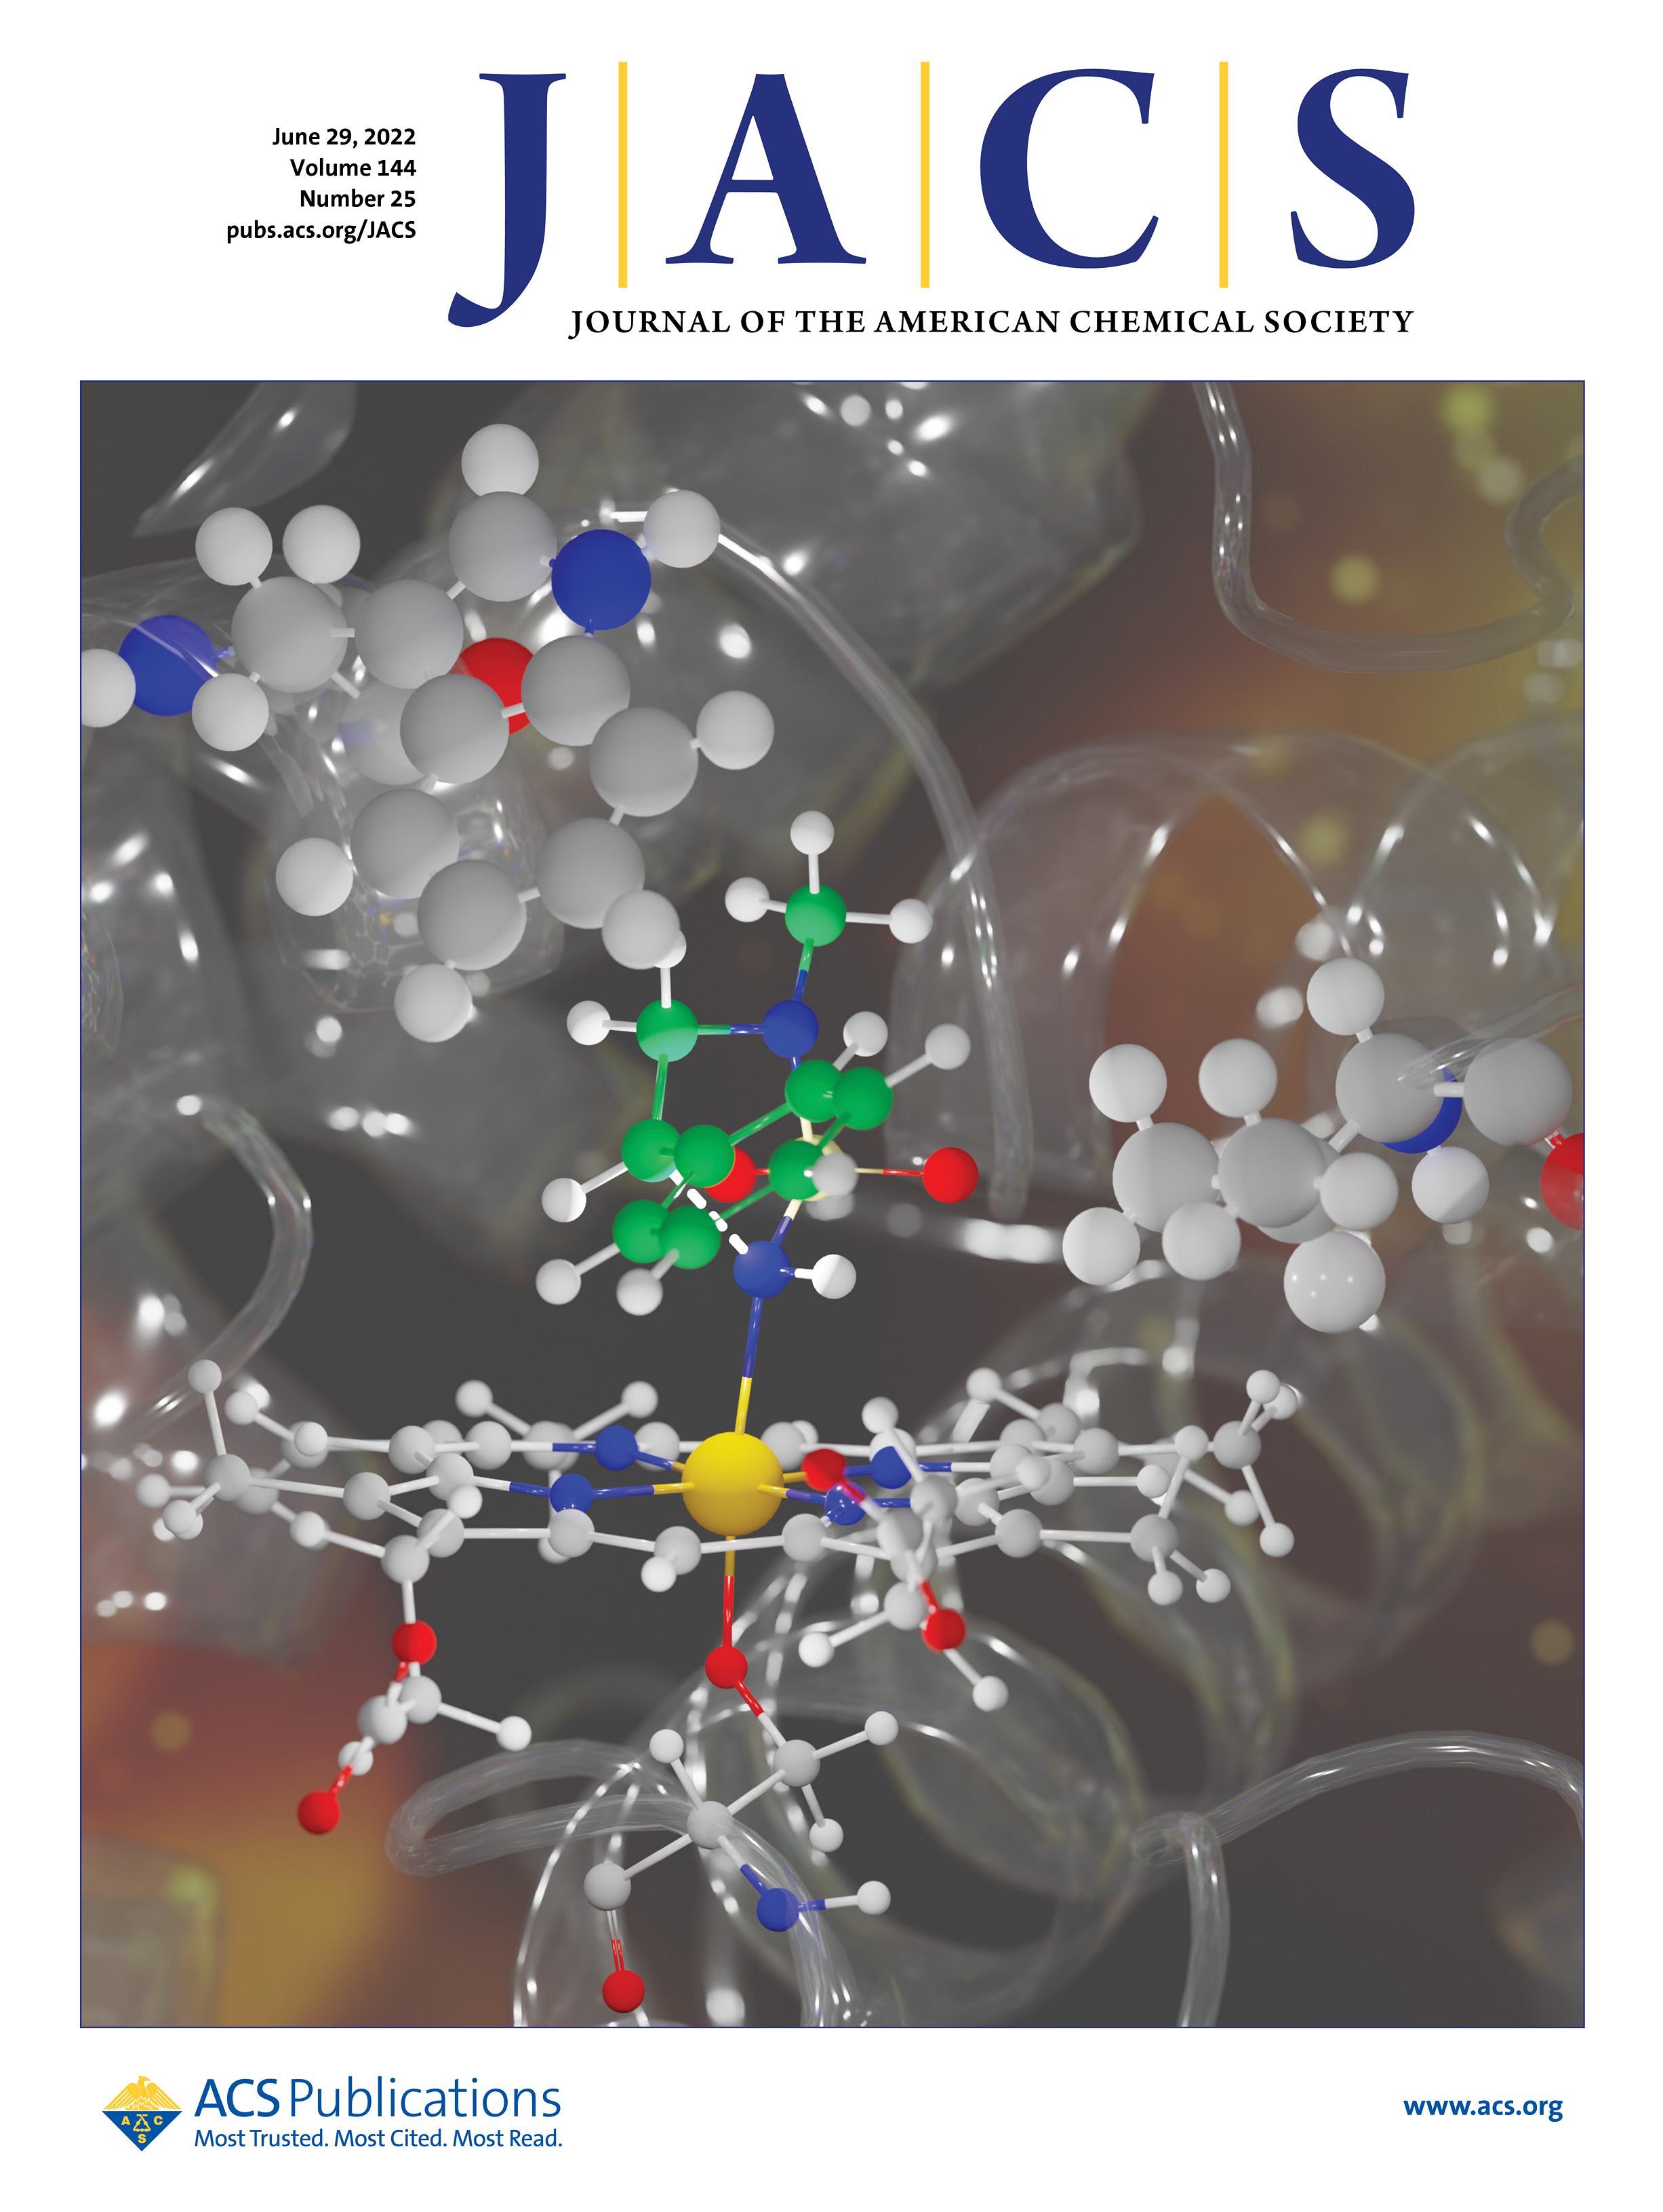 June 29, 2022
Volume 144
Number 25
pubs.acs.org/JACS
J|A|C|S
JOURNAL OF THE AMERICAN CHEMICAL SOCIETY
A C S
ACS Publications
Most Trusted. Most Cited. Most Read.
www.acs.org